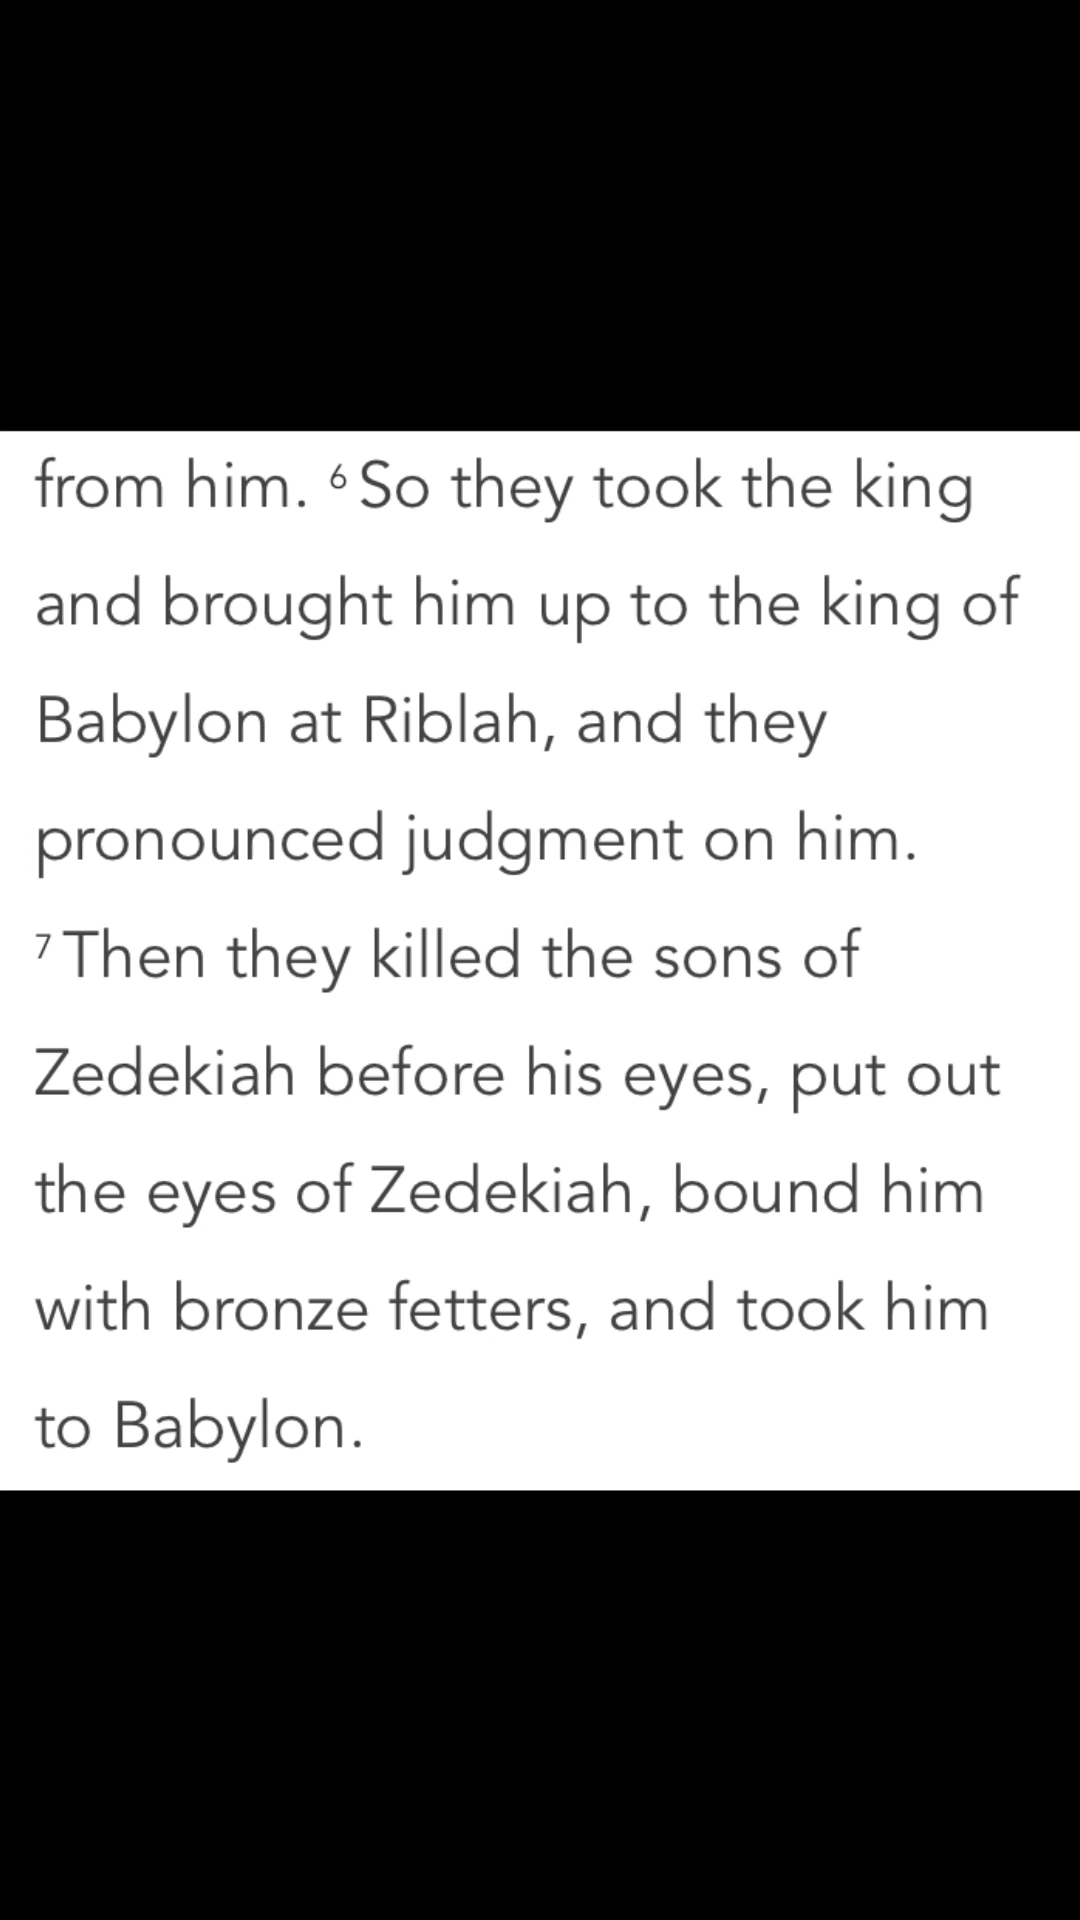 from him. ⁶ So they took the king
and brought him up to the king of
Babylon at Riblah, and they
pronounced judgment on him.
⁷ Then they killed the sons of
Zedekiah before his eyes, put out
the eyes of Zedekiah, bound him
with bronze fetters, and took him
to Babylon.